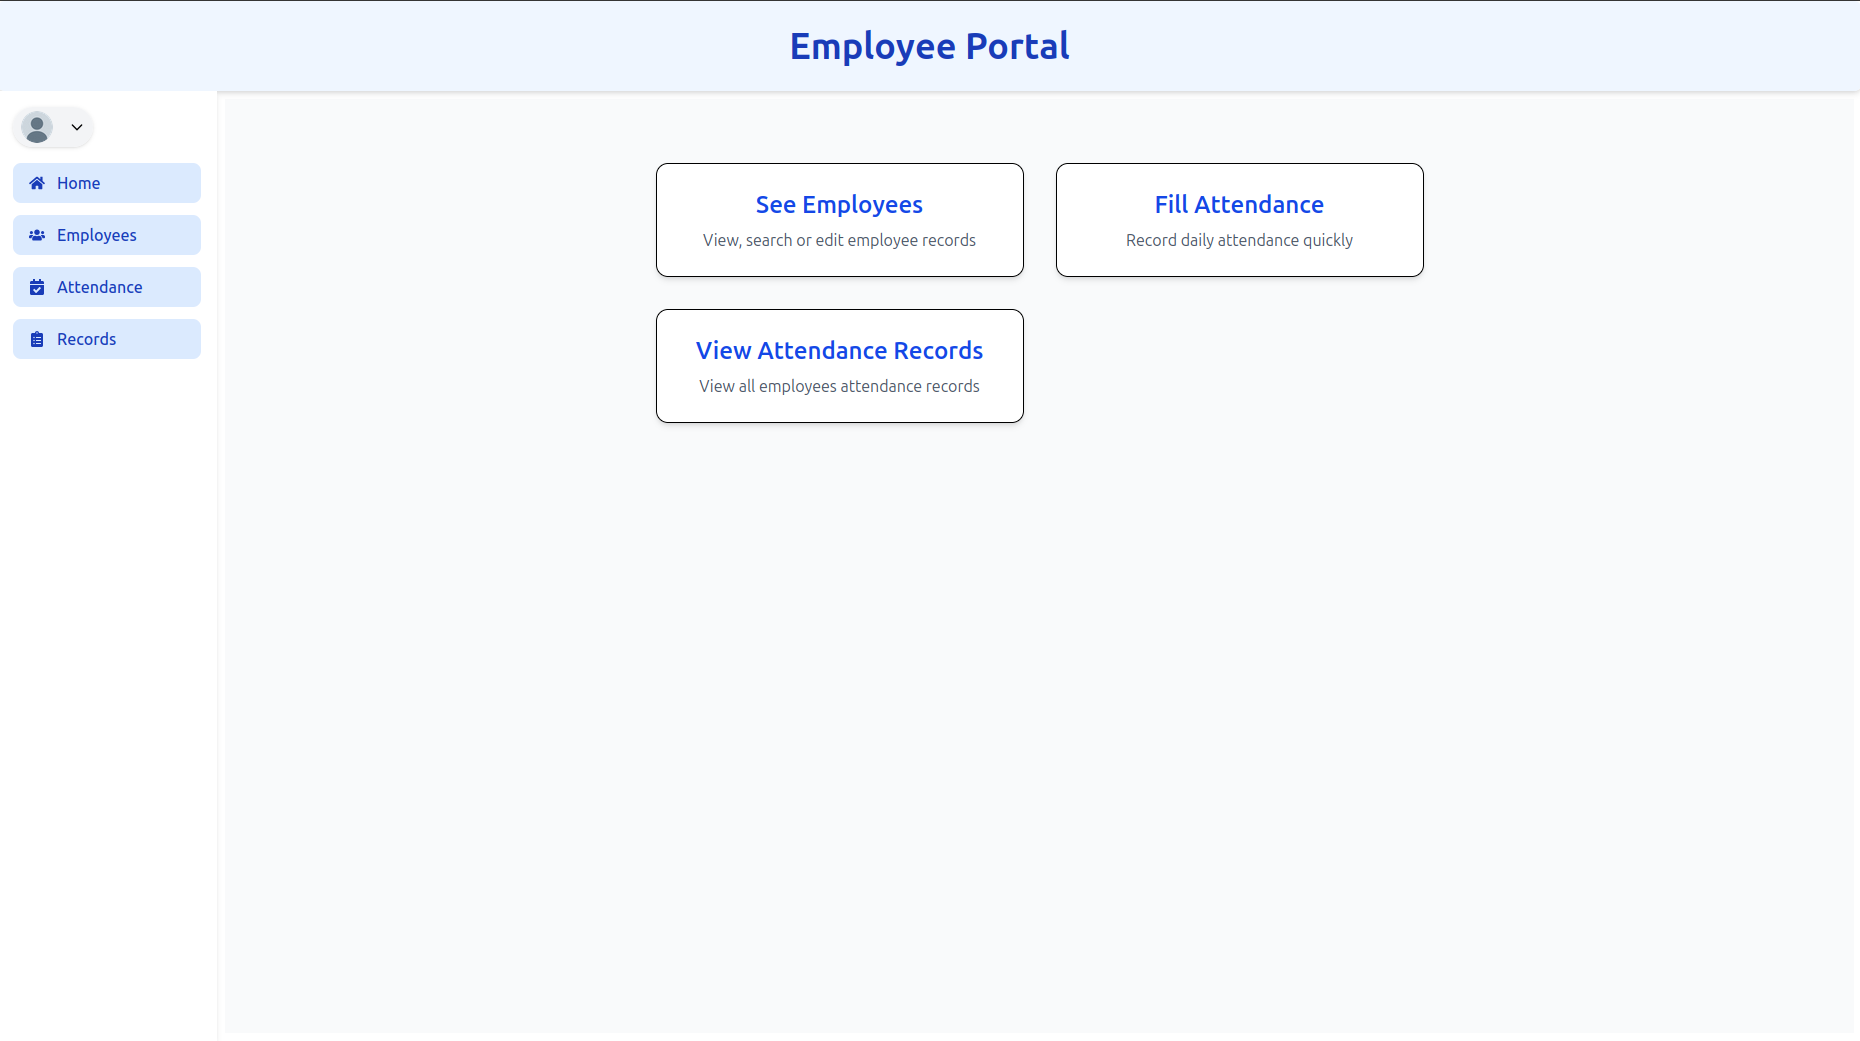 Employee Portal
Home
Employees
Attendance
Records
See Employees
View, search or edit employee records
Fill Attendance
Record daily attendance quickly
View Attendance Records
View all employees attendance records